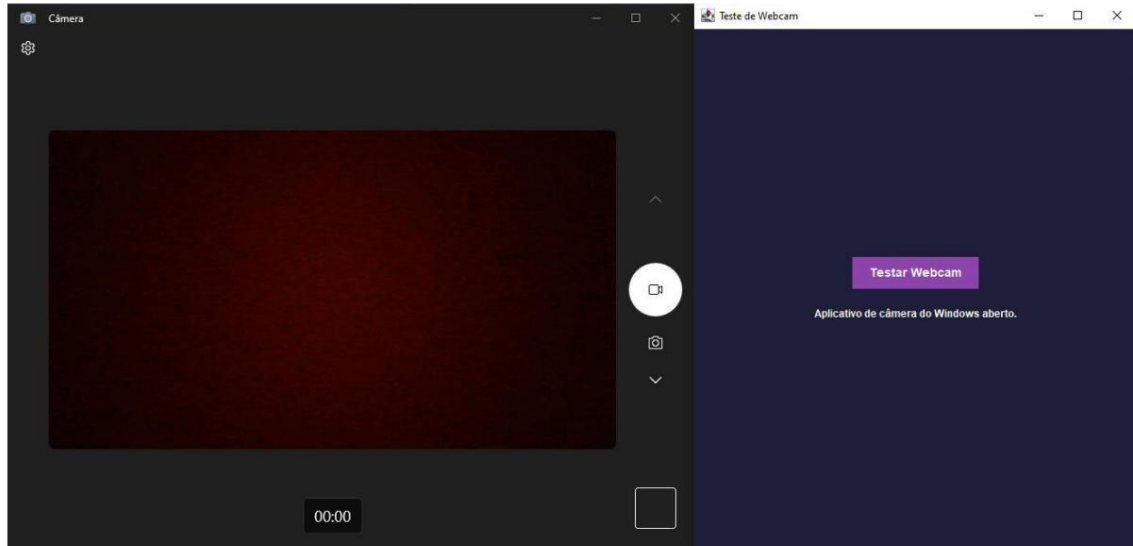 Câmera
00:00
Teste de Webcam
Testar Webcam
Aplicativo de câmera do Windows aberto.